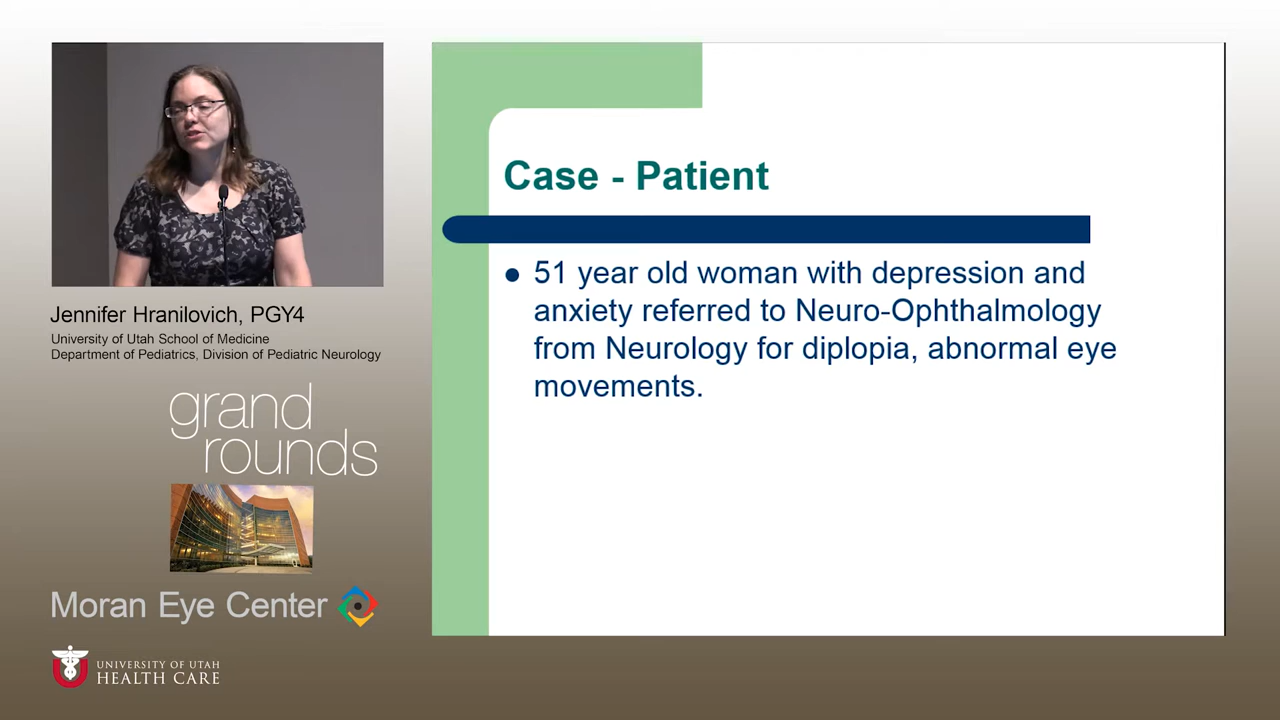 Case - Patient
● 51 year old woman with depression and
anxiety referred to Neuro-Ophthalmology
from Neurology for diplopia, abnormal eye
movements.
Jennifer Hranilovich, PGY4
University of Utah School of Medicine
Department of Pediatrics, Division of Pediatric Neurology
grand
rounds
Moran Eye Center
UNIVERSITY OF UTAH
HEALTH CARE